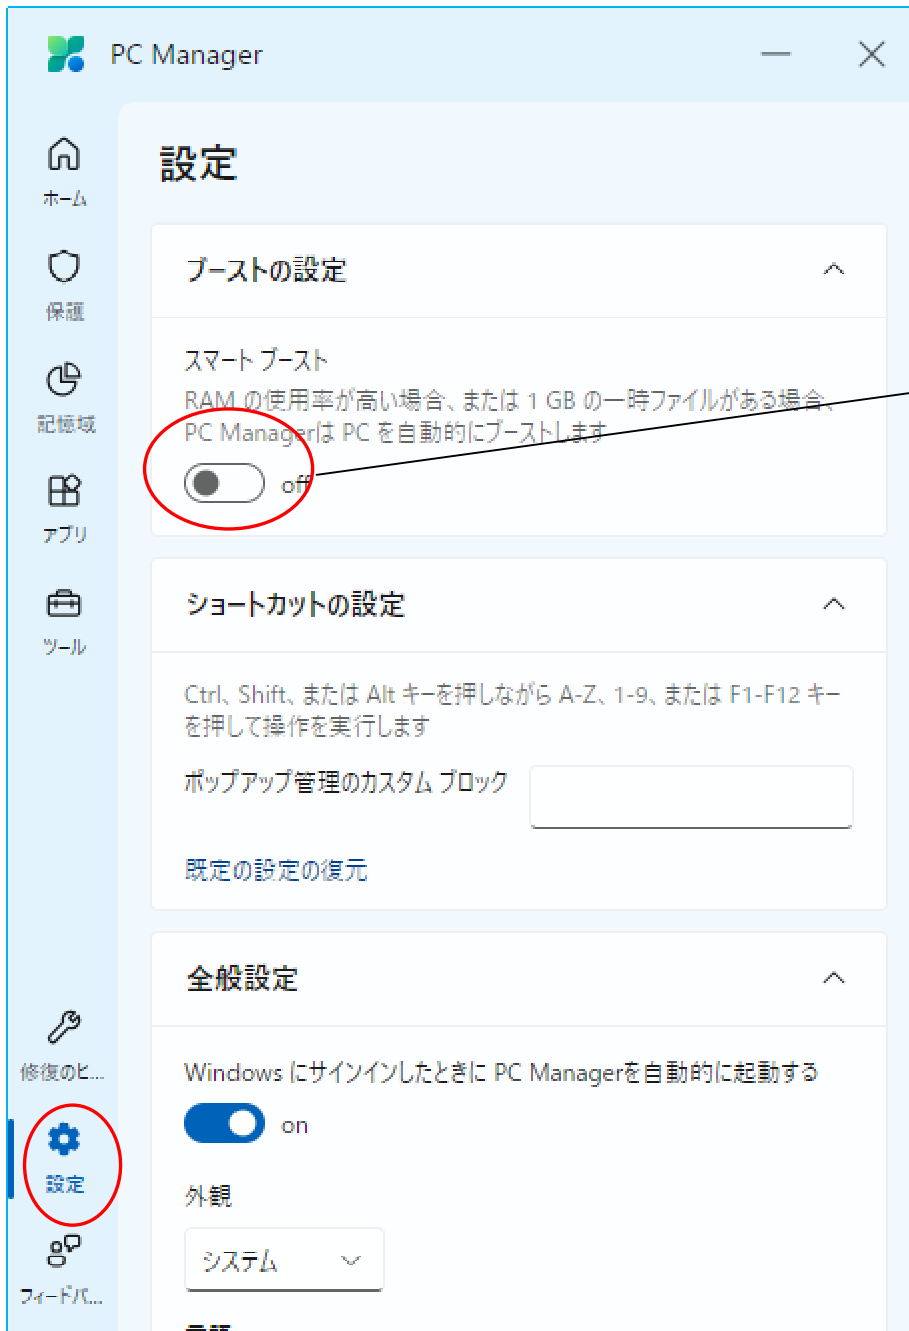 PC Manager
ホーム
保護
記憶域
アプリ
ツール
修復のヒ...
設定
フィードバ...
設定
ブーストの設定
スマート ブースト
RAM の使用率が高い場合、または 1 GB の一時ファイルがある場合、
PC Managerは PC を自動的にブーストします
off
ショートカットの設定
Ctrl、Shift、または Alt キーを押しながら A-Z、1-9、または F1-F12 キー
を押して操作を実行します
ポップアップ管理のカスタム ブロック
既定の設定の復元
全般設定
Windows にサインインしたときに PC Managerを自動的に起動する
on
外観
システム